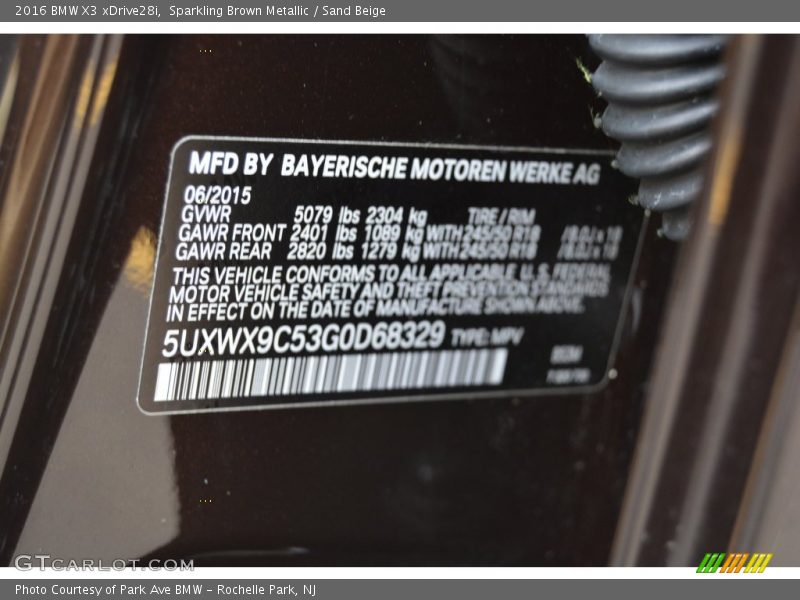 2016 BMW X3 xDrive28i, Sparkling Brown Metallic / Sand Beige
MFD BY BAYERISCHE MOTOREN WERKE AG
06/2015
GVWR 5079 lbs 2304 kg TIRE / RIM
GAWR FRONT 2401 lbs 1089 kg WITH 245/50 R18
GAWR REAR 2820 lbs 1279 kg WITH 245/50 R18
THIS VEHICLE CONFORMS TO ALL APPLICABLE U.S. FEDERAL
MOTOR VEHICLE SAFETY AND THEFT PREVENTION STANDARDS
IN EFFECT ON THE DATE OF MANUFACTURE SHOWN ABOVE.
5UXWX9C53G0D68329 TYPE: MPV
GTCARLOT.COM
Photo Courtesy of Park Ave BMW - Rochelle Park, NJ